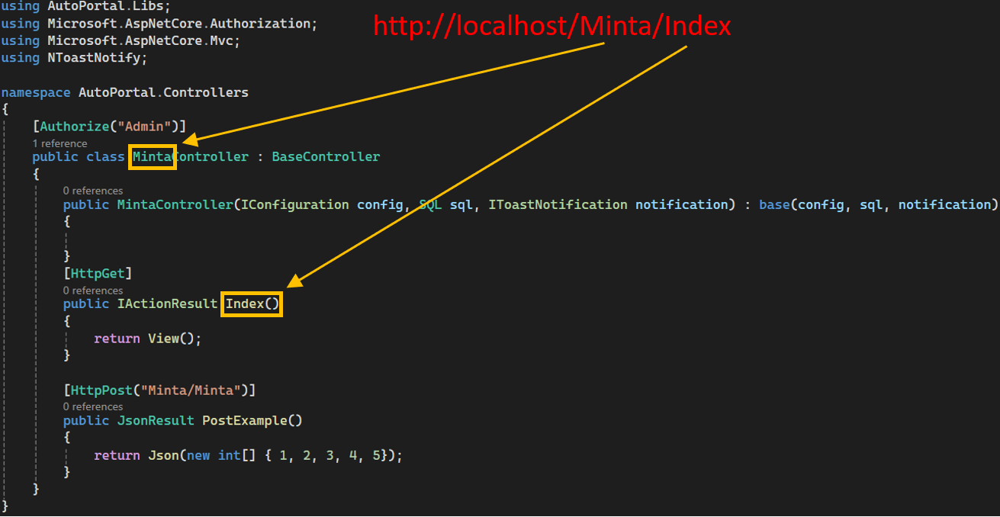 using AutoPortal.Libs;
using Microsoft.AspNetCore.Authorization;
http://localhost/Minta/Index
using Microsoft.AspNetCore.Mvc;
using NToastNotify;
namespace AutoPortal.Controllers
{
[Authorize("Admin")]
1 reference
public class MintaController : BaseController
{
0 references
public MintaController(IConfiguration config, SQL sql, IToastNotification notification) : base(config, sql, notification)
{
}
[HttpGet]
0 references
public IActionResult Index()
{
return View();
}
[HttpPost("Minta/Minta")]
0 references
public JsonResult PostExample()
{
return Json(new int[] { 1, 2, 3, 4, 5});
}
}
}